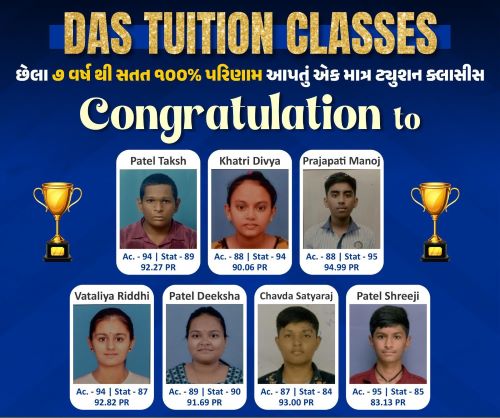 DAS TUITION CLASSES
છેલા ૭ વર્ષ થી સતત ૧૦૦% પરિણામ આપતું એક માત્ર ટ્યુશન ક્લાસીસ
Congratulation to
Patel Taksh
Ac. - 94 | Stat - 89
92.27 PR
Khatri Divya
Ac. - 88 | Stat - 94
90.06 PR
Prajapati Manoj
Ac. - 88 | Stat - 95
94.99 PR
Vataliya Riddhi
Ac. - 94 | Stat - 87
92.82 PR
Patel Deeksha
Ac. - 89 | Stat - 90
91.69 PR
Chavda Satyaraj
Ac. - 87 | Stat - 84
93.00 PR
Patel Shreeji
Ac. - 95 | Stat - 85
83.13 PR